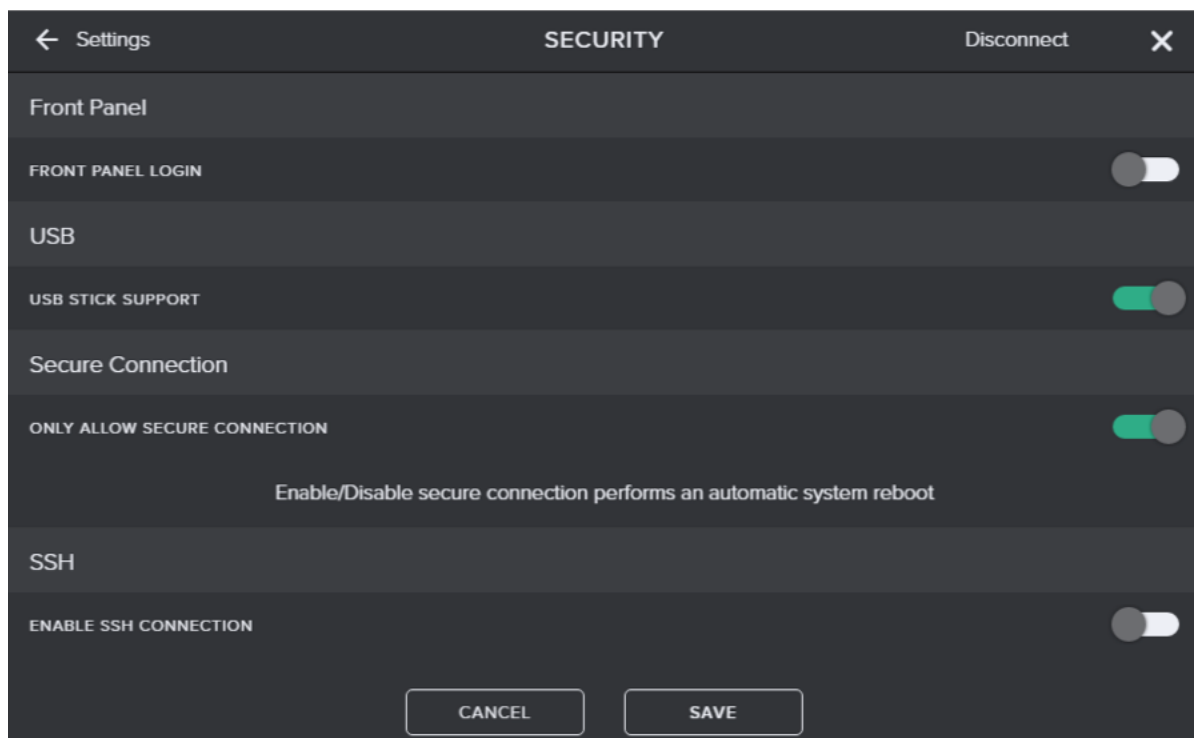 Settings SECURITY Disconnect
Front Panel
FRONT PANEL LOGIN
USB
USB STICK SUPPORT
Secure Connection
ONLY ALLOW SECURE CONNECTION
Enable/Disable secure connection performs an automatic system reboot
SSH
ENABLE SSH CONNECTION
CANCEL SAVE